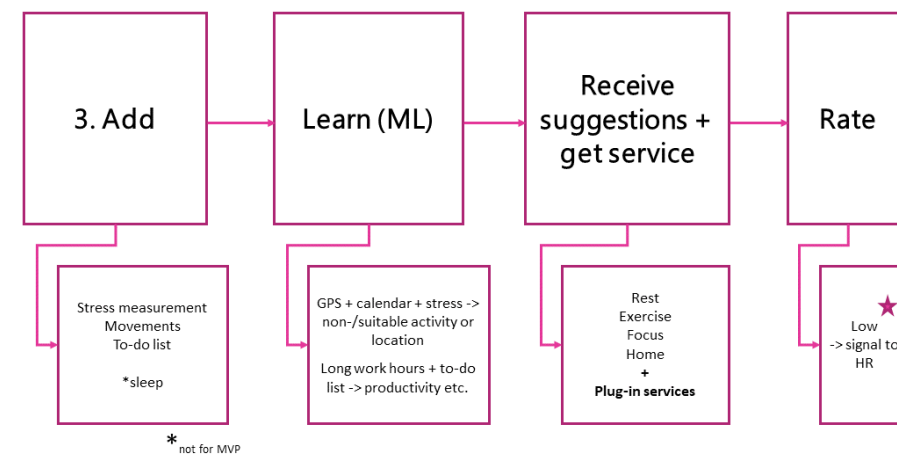 3. Add
Learn (ML)
Receive
suggestions +
get service
Rate
Stress measurement
Movements
To-do list
*sleep
GPS + calendar + stress ->
non-/suitable activity or
location
Long work hours + to-do
list -> productivity etc.
Rest
Exercise
Focus
Home
+
Plug-in services
Low
-> signal to
HR
* not for MVP